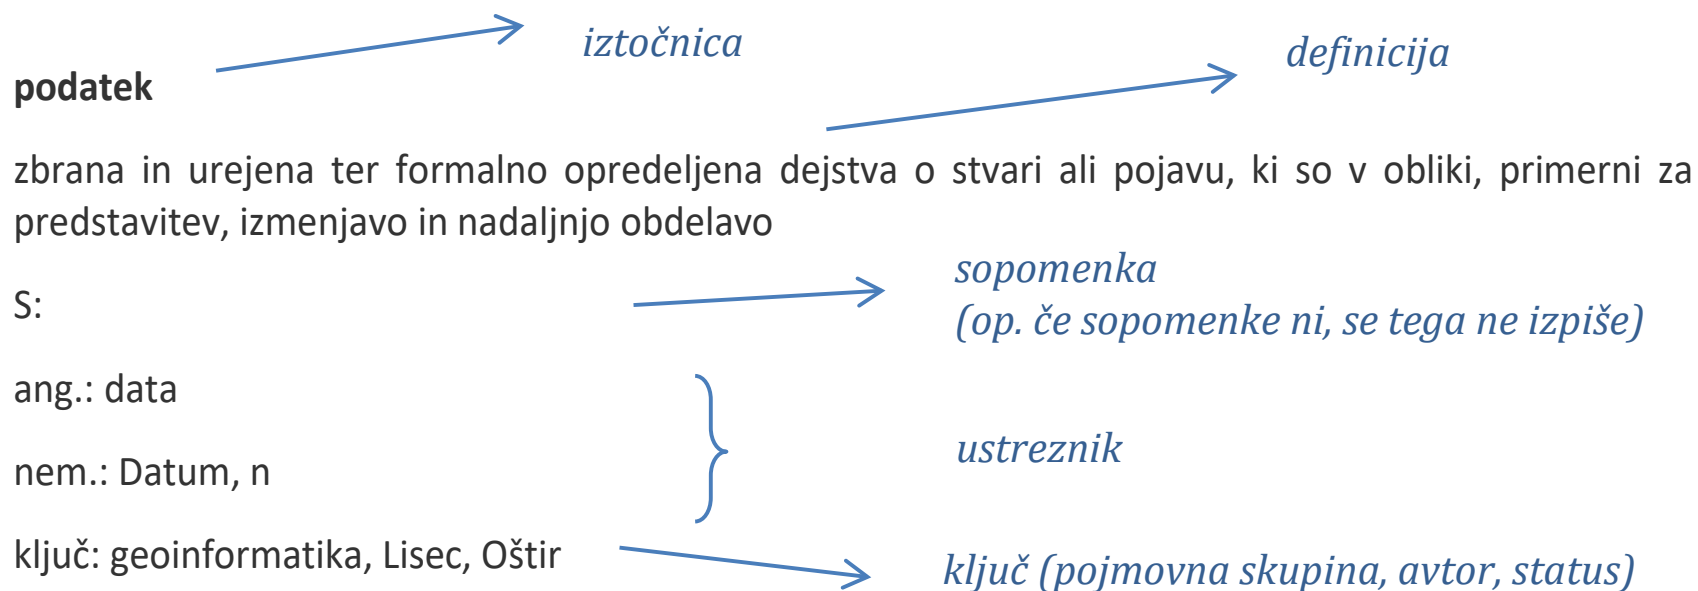 iztočnica
definicija
podatek
zbrana in urejena ter formalno opredeljena dejstva o stvari ali pojavu, ki so v obliki, primerni za
predstavitev, izmenjavo in nadaljnjo obdelavo
sopomenka
S:
(op. če sopomenke ni, se tega ne izpiše)
ang.: data
ustreznik
nem.: Datum, n
ključ: geoinformatika, Lisec, Oštir
ključ (pojmovna skupina, avtor, status)